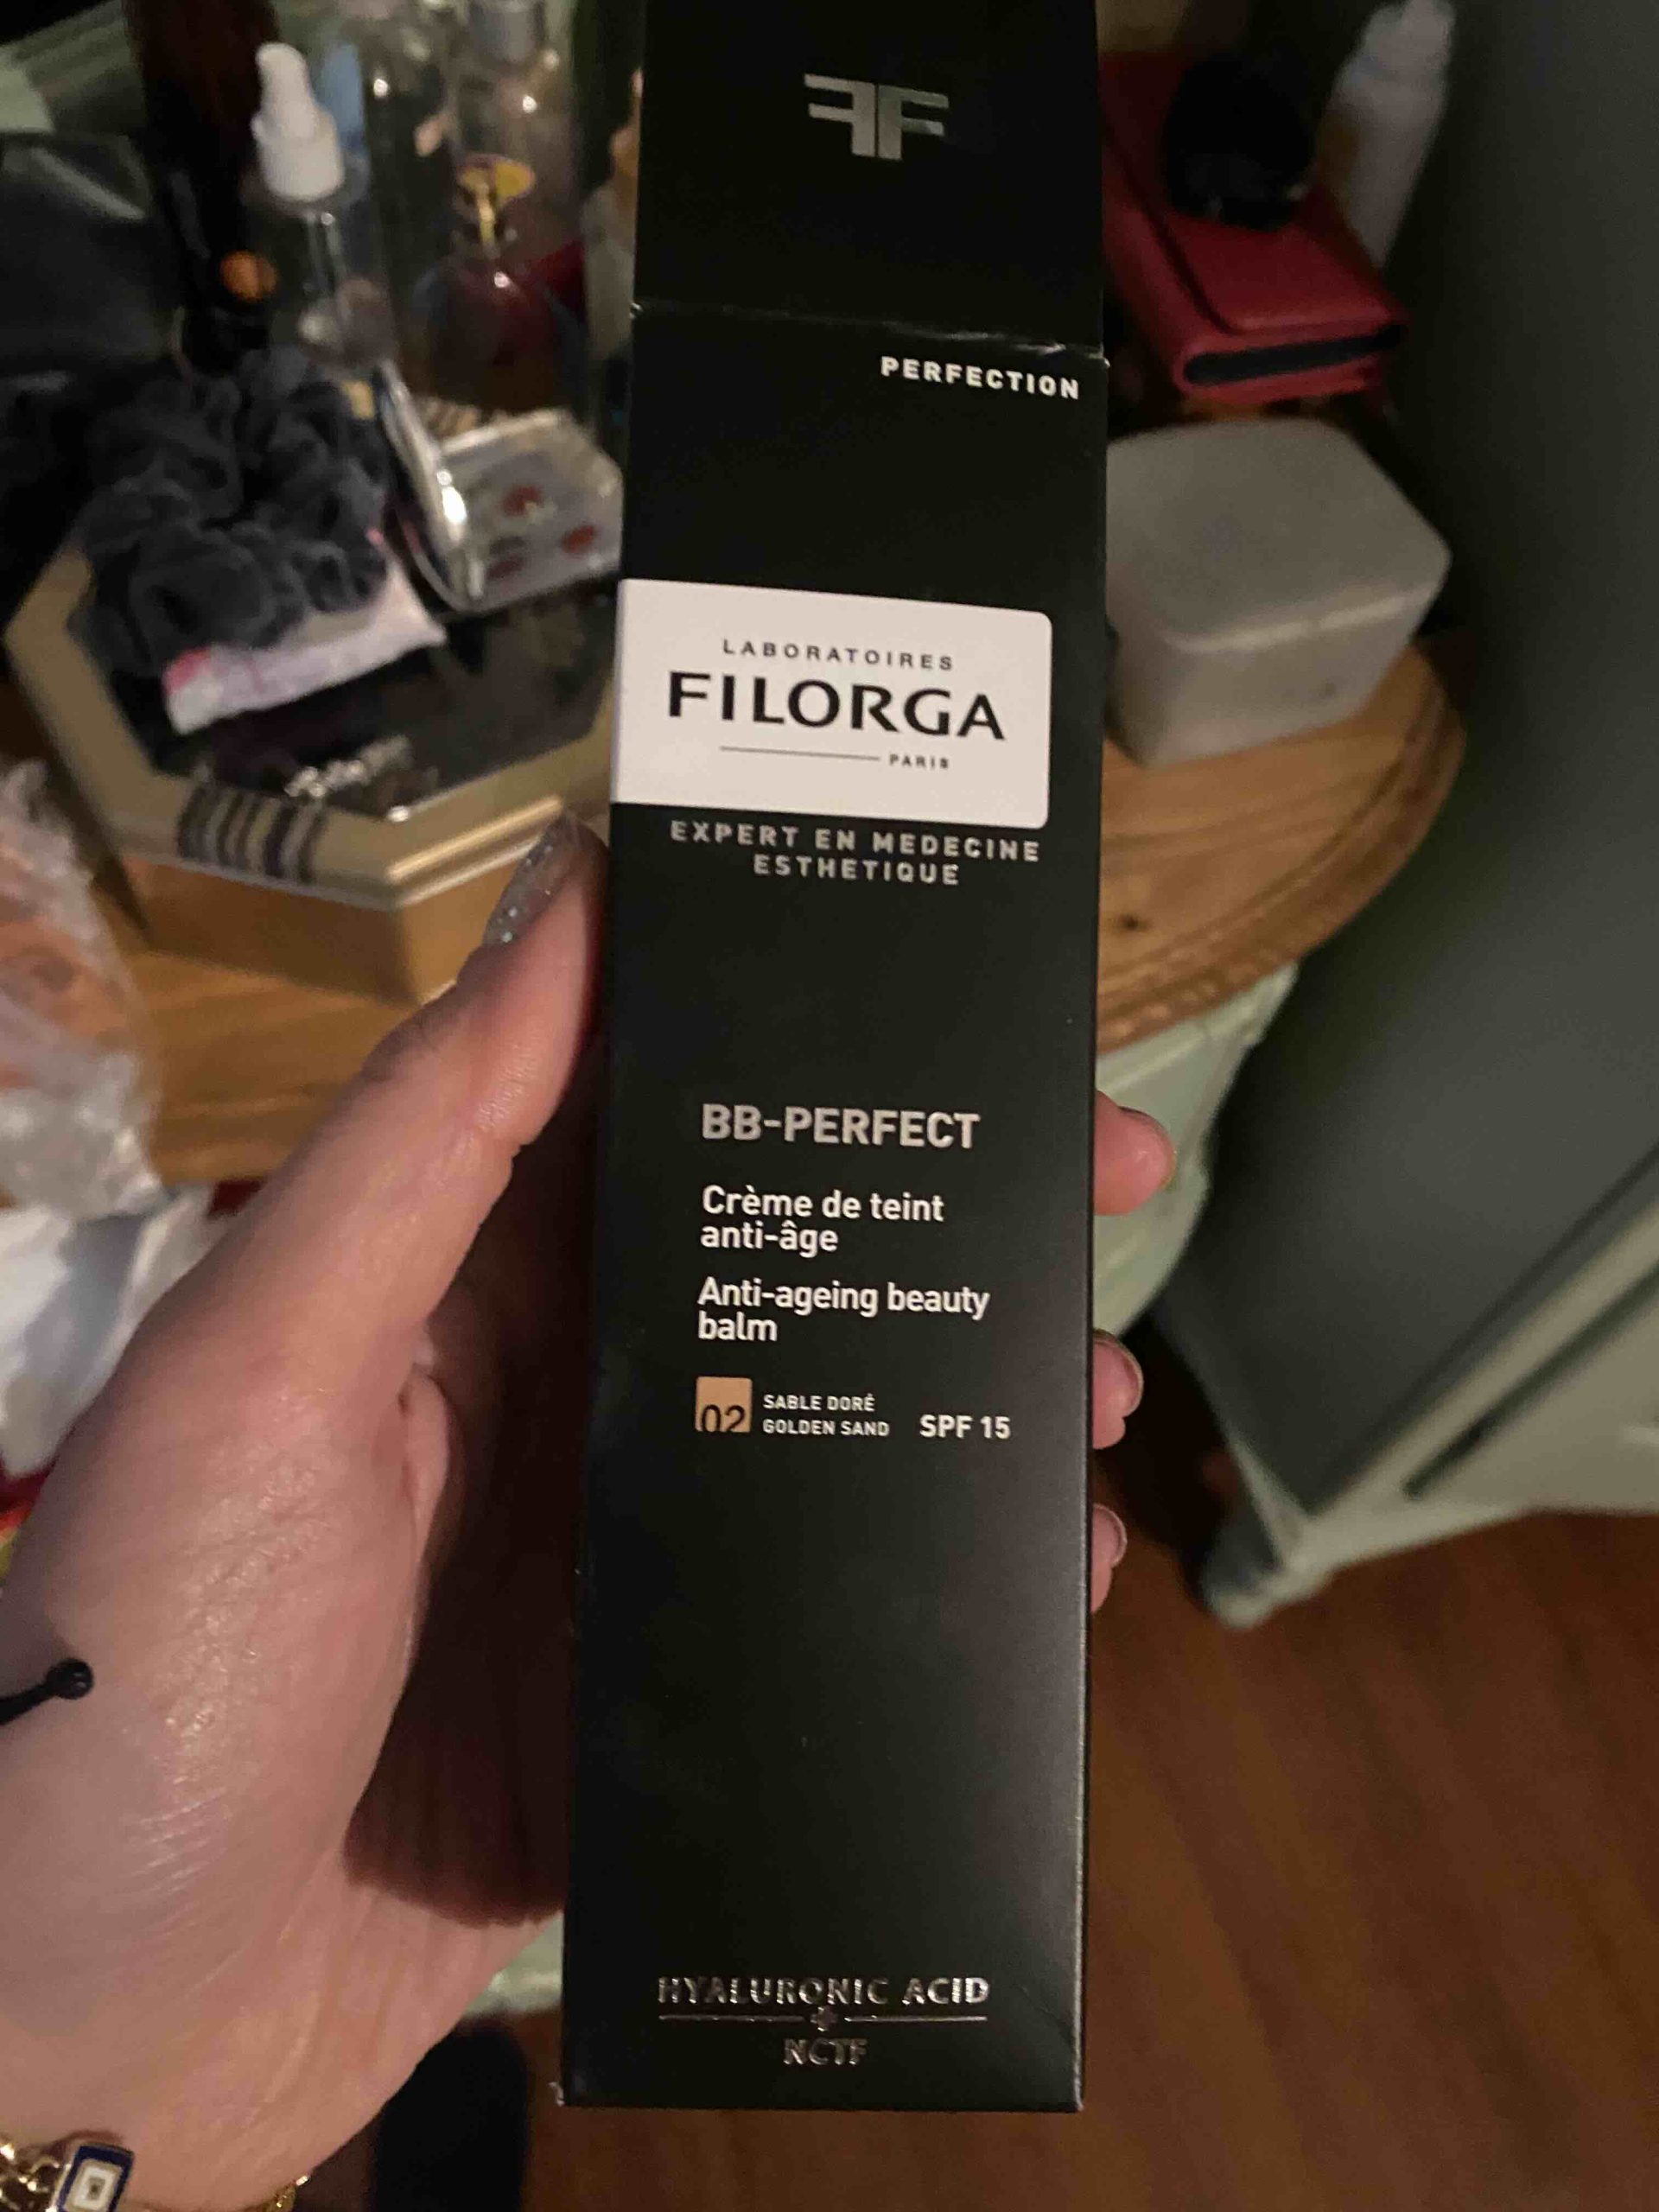 PERFECTION
LABORATOIRES
FILORGA
PARIS
EXPERT EN MEDECINE
ESTHETIQUE
BB-PERFECT
Crème de teint
anti-âge
Anti-ageing beauty
balm
02
SABLE DORÉ
GOLDEN SAND
SPF 15
HYALURONIC ACID
+
NCTF